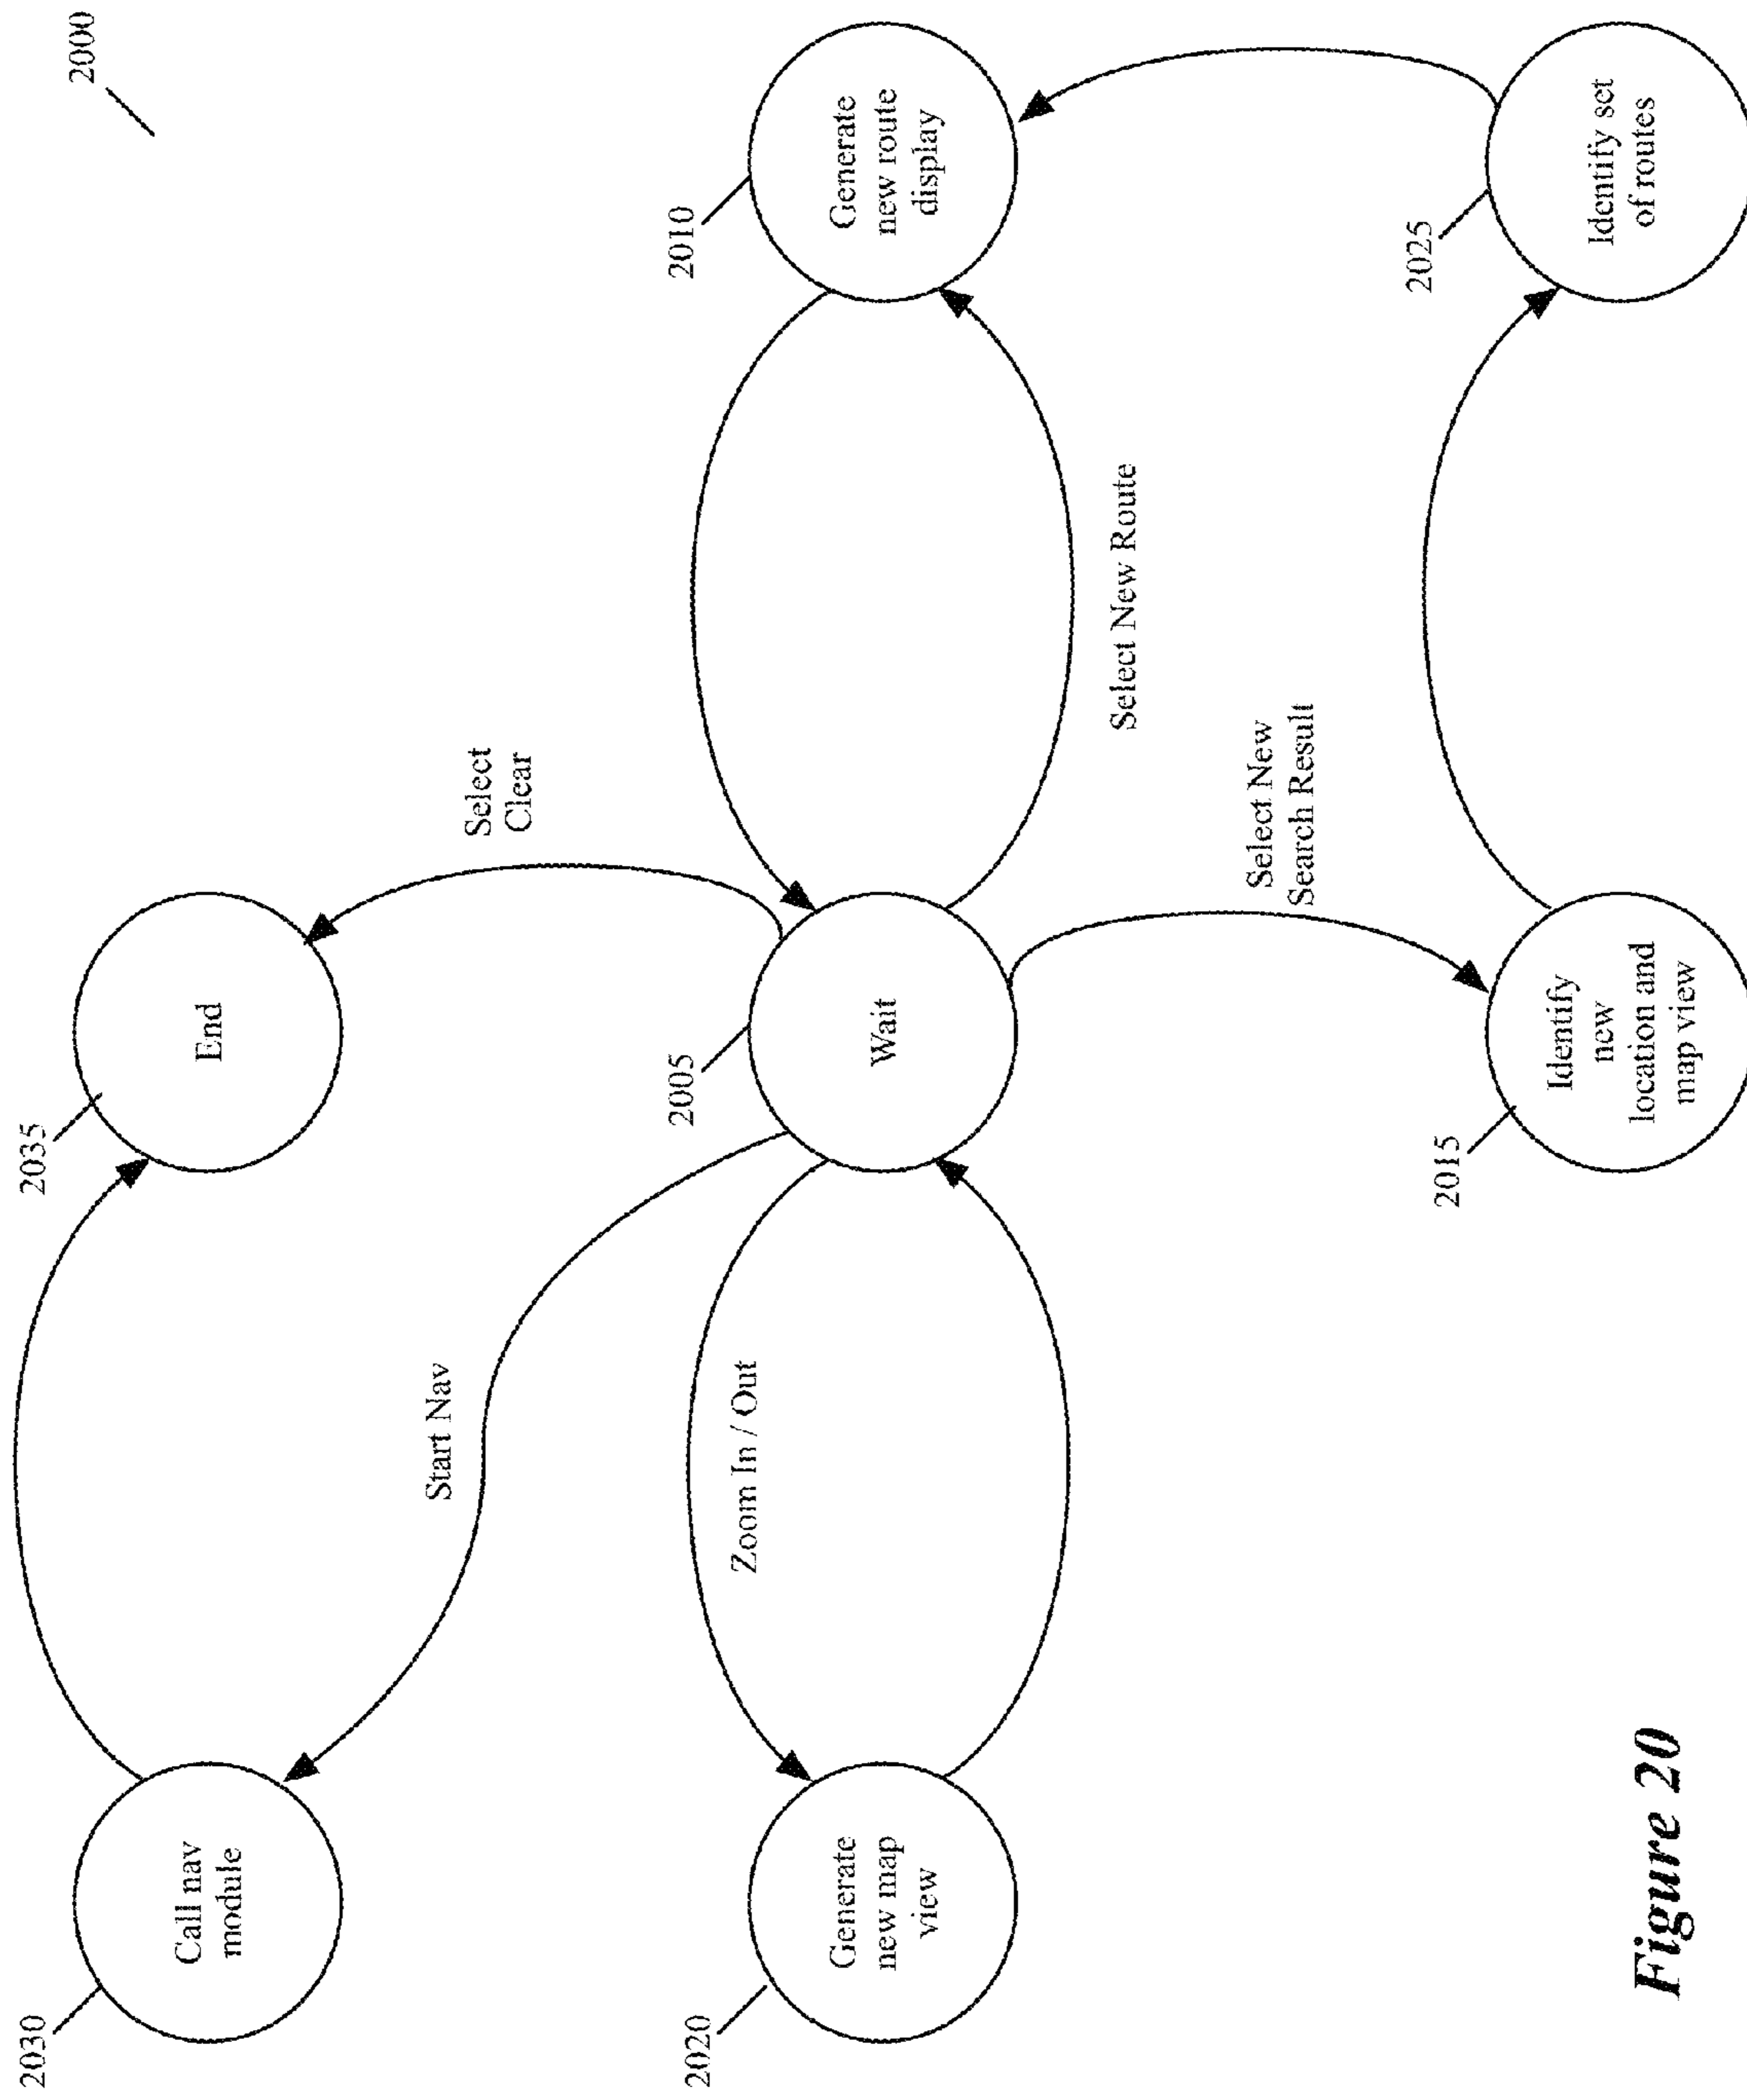 2000
2030
Call nav
module
2035
End
Start Nav
Select
Clear
2020
Generate
new map
view
Zoom In / Out
2005
Wait
2010
Generate
new route
display
Select New Route
Select New
Search Result
2015
Identify
new
location and
map view
2025
Identify set
of routes
Figure 20